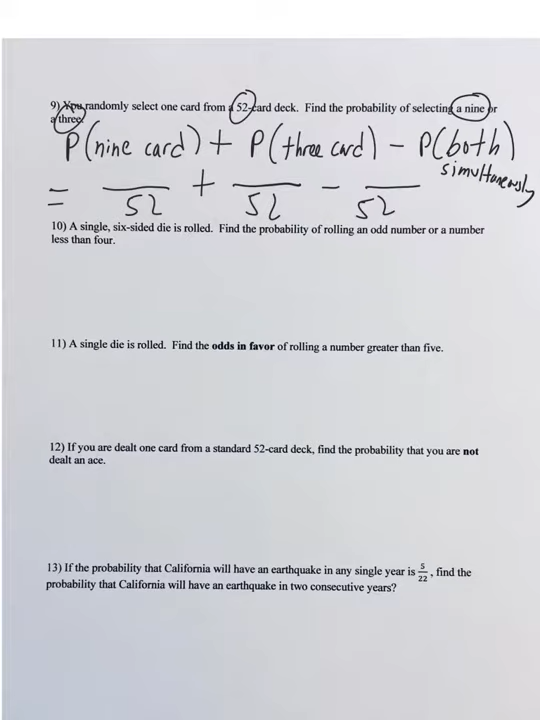 9) You randomly select one card from a 52-card deck. Find the probability of selecting a nine or
a three.
P(nine card) + P(three card) - P(both)
simultaneously
= /52 + /52 - /52
10) A single, six-sided die is rolled. Find the probability of rolling an odd number or a number
less than four.
11) A single die is rolled. Find the odds in favor of rolling a number greater than five.
12) If you are dealt one card from a standard 52-card deck, find the probability that you are not
dealt an ace.
13) If the probability that California will have an earthquake in any single year is 5/22, find the
probability that California will have an earthquake in two consecutive years?